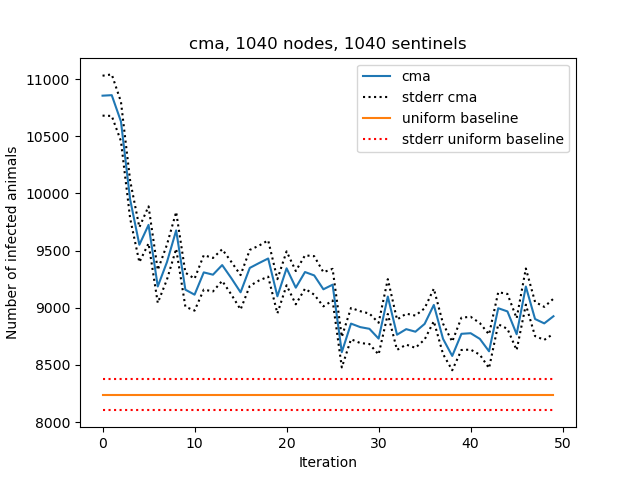 cma, 1040 nodes, 1040 sentinels
Number of infected animals
11000
10500
10000
9500
9000
8500
8000
cma
stderr cma
uniform baseline
stderr uniform baseline
0 10 20 30 40 50
Iteration